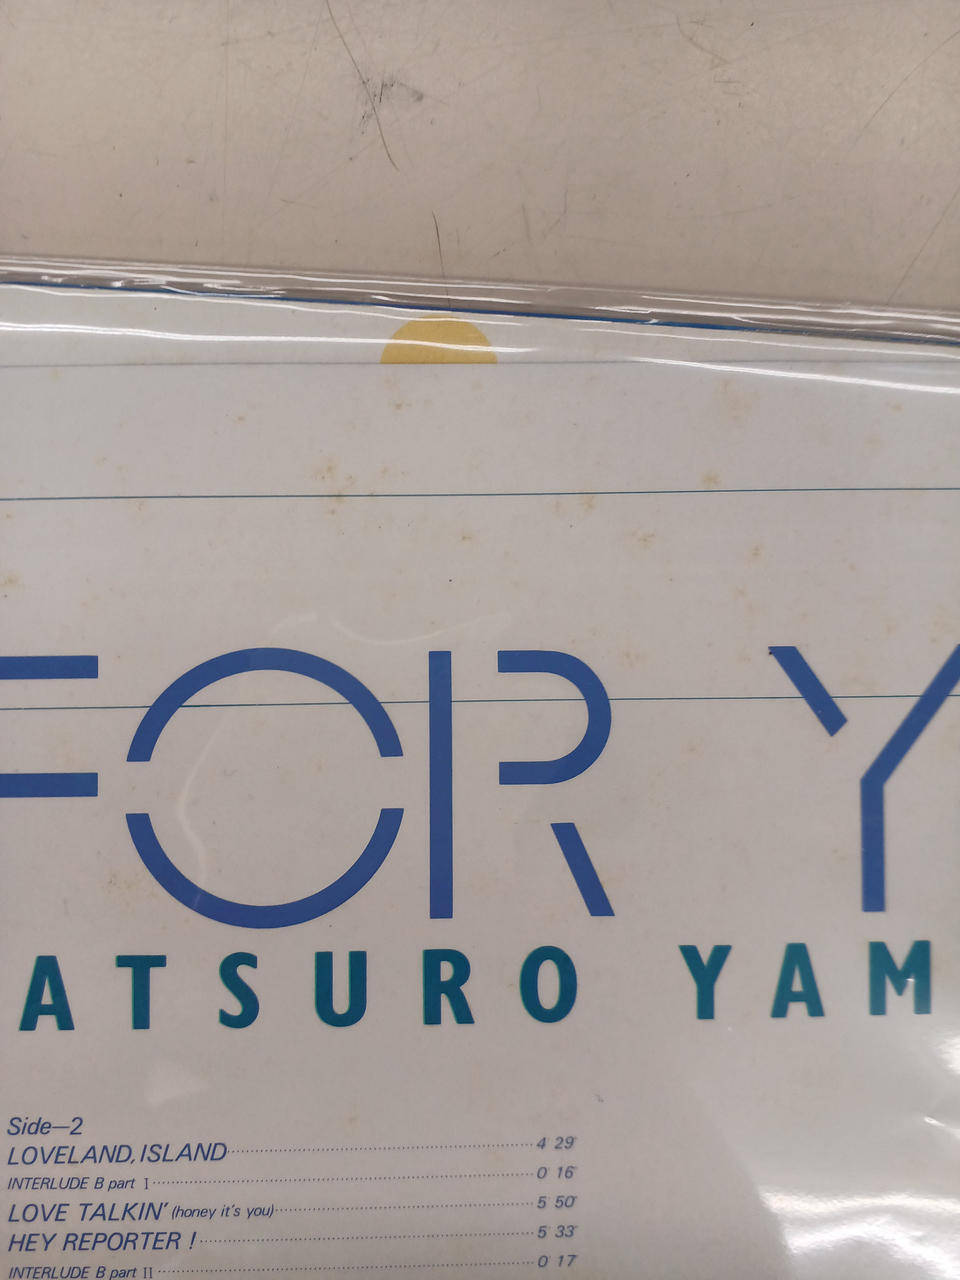 FOR Y
ATSURO YAM
Side—2
LOVELAND, ISLAND 4′ 29″
INTERLUDE B part I 0′ 16″
LOVE TALKIN' (honey it's you) 5′ 50″
HEY REPORTER ! 5′ 33″
INTERLUDE B part II 0′ 17″